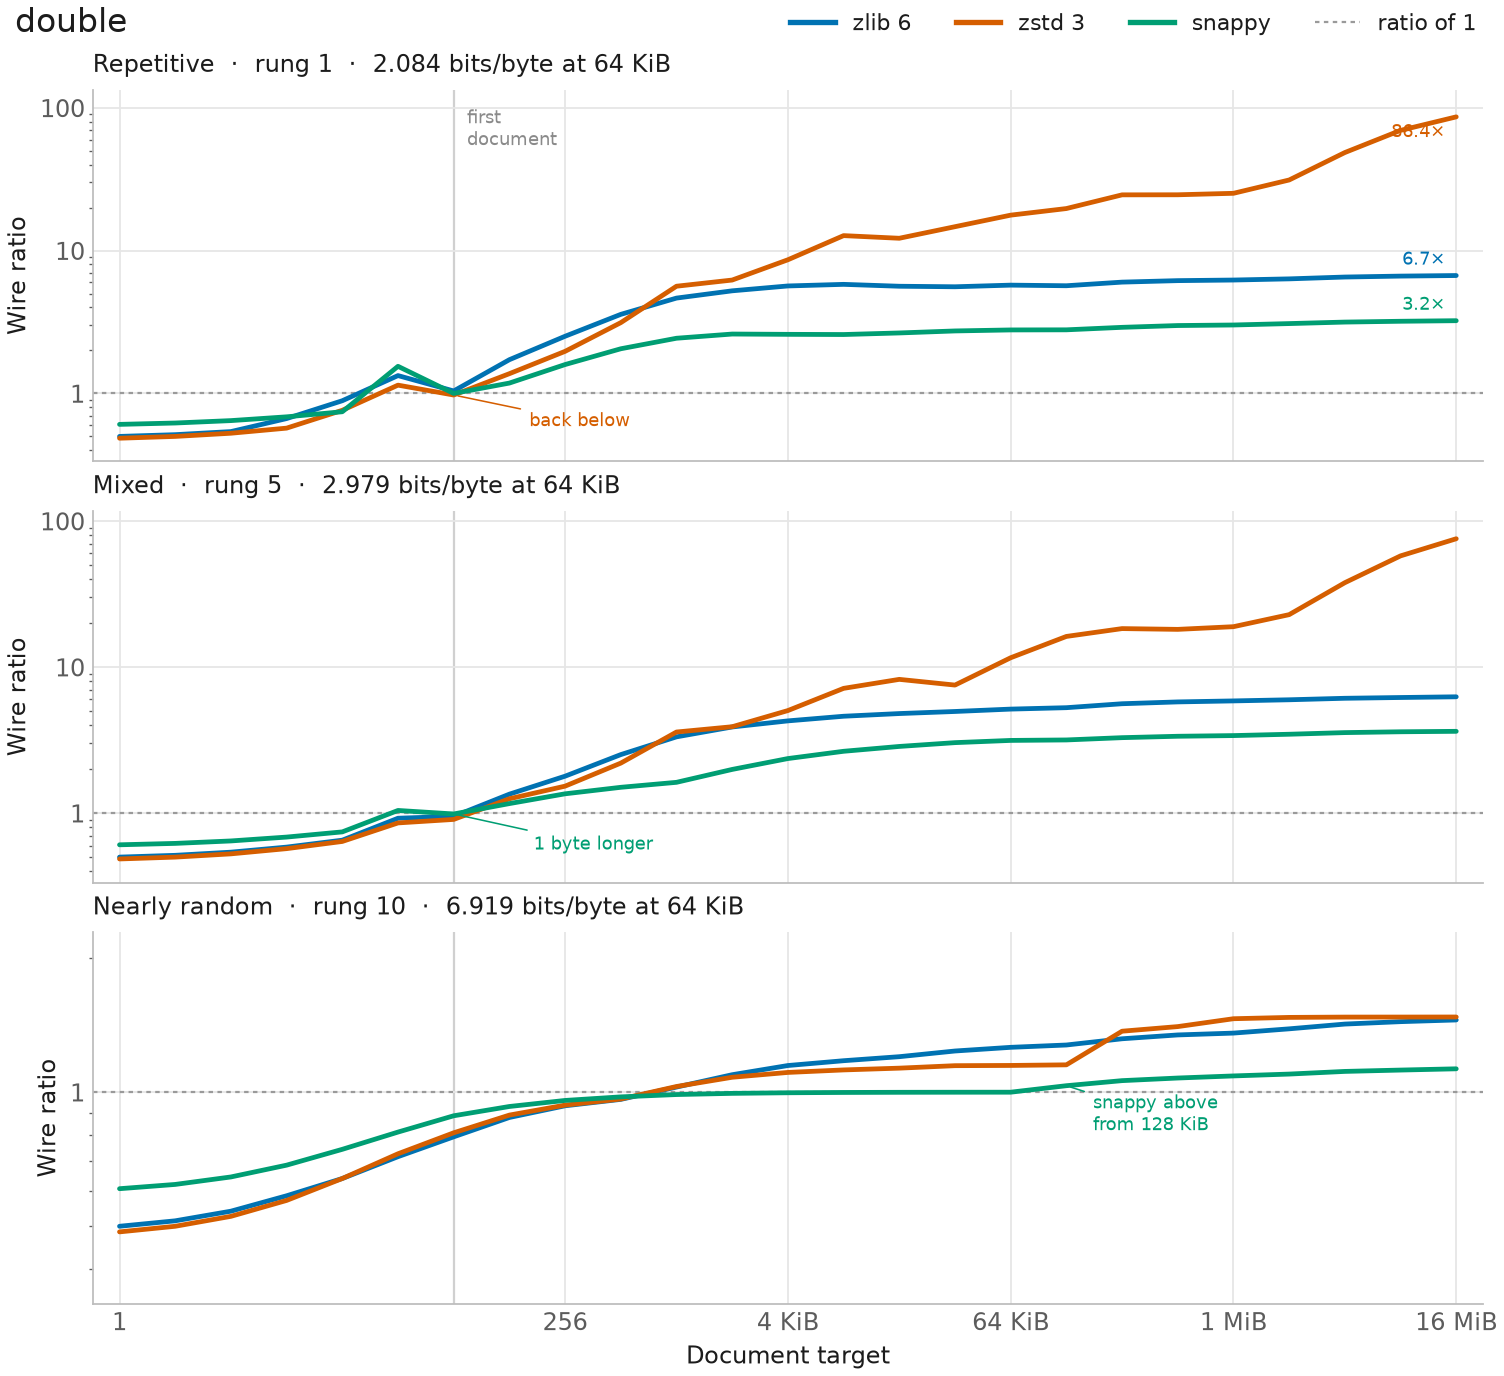 double
zlib 6
zstd 3
snappy
ratio of 1
Repetitive · rung 1 · 2.084 bits/byte at 64 KiB
Wire ratio
100
10
1
first
document
86.4×
6.7×
3.2×
back below
Mixed · rung 5 · 2.979 bits/byte at 64 KiB
Wire ratio
100
10
1
1 byte longer
Nearly random · rung 10 · 6.919 bits/byte at 64 KiB
Wire ratio
1
snappy above
from 128 KiB
1
256
4 KiB
64 KiB
1 MiB
16 MiB
Document target